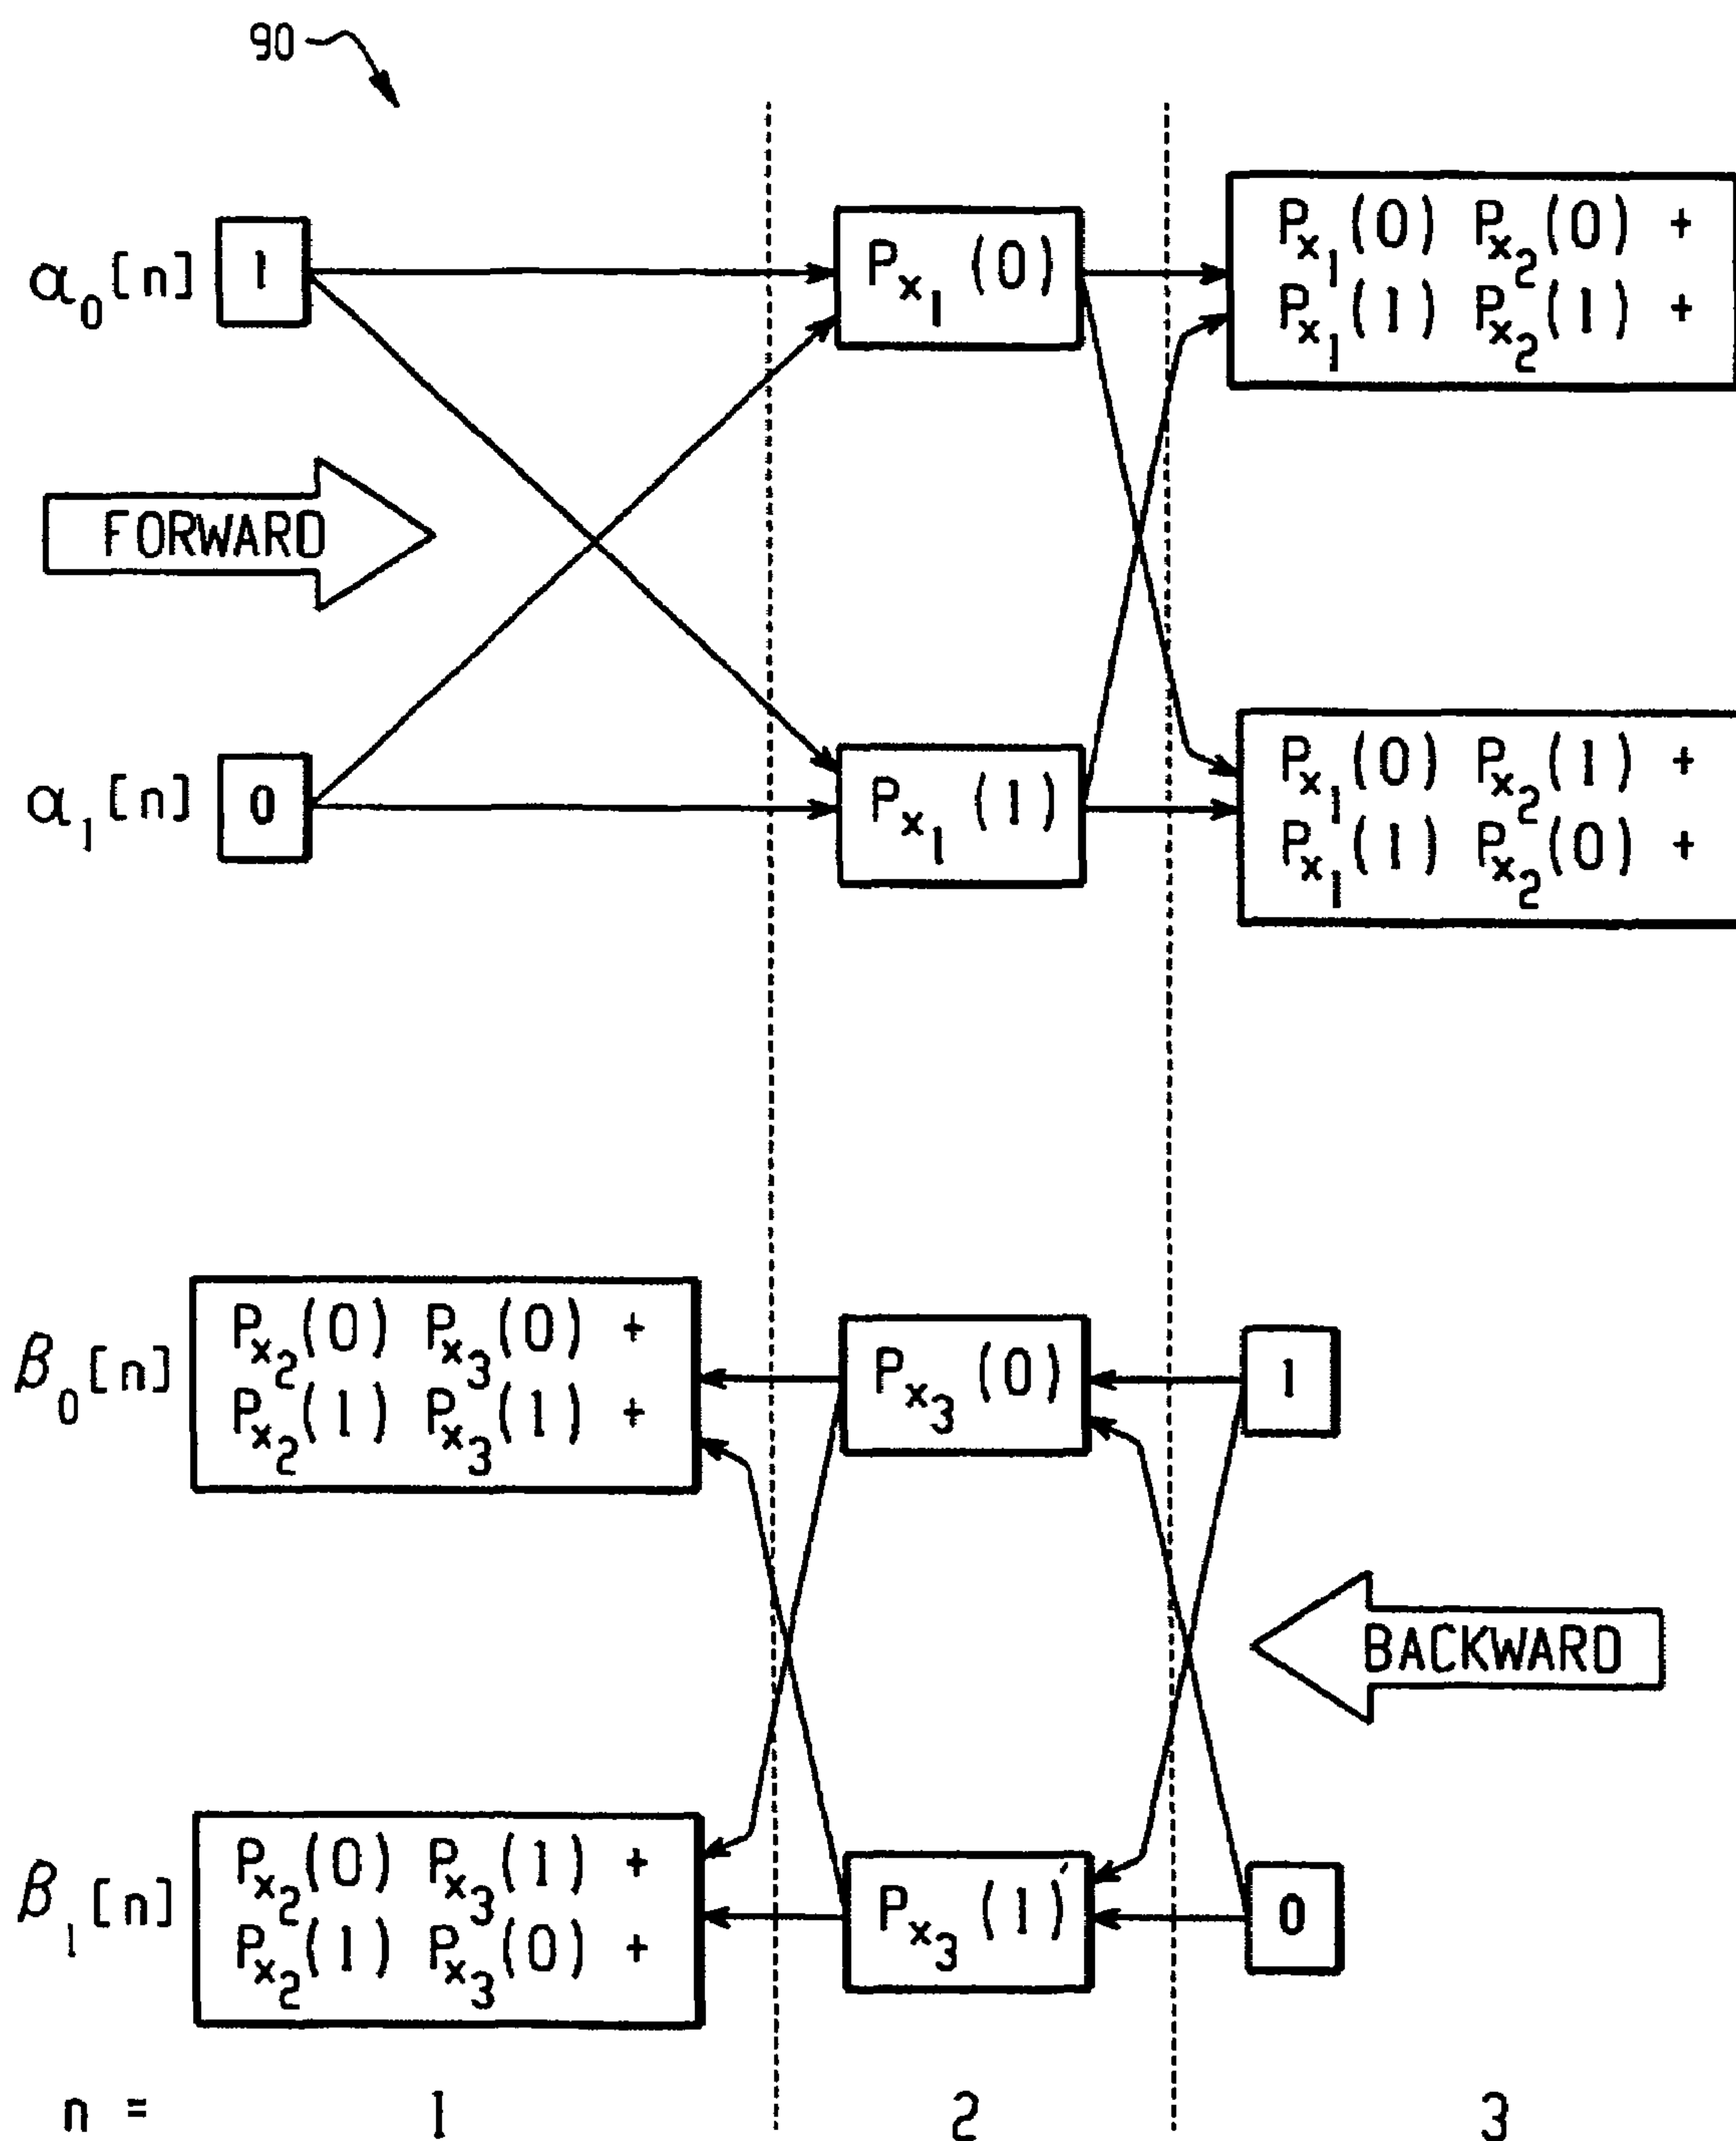 90
α₀[n] 1 Pₓ₁(0) Pₓ₁(0) Pₓ₂(0) +
Pₓ₁(1) Pₓ₂(1) +
FORWARD
α₁[n] 0 Pₓ₁(1) Pₓ₁(0) Pₓ₂(1) +
Pₓ₁(1) Pₓ₂(0) +
β₀[n] Pₓ₂(0) Pₓ₃(0) +
Pₓ₂(1) Pₓ₃(1) +
Pₓ₃(0) 1
BACKWARD
β₁[n] Pₓ₂(0) Pₓ₃(1) +
Pₓ₂(1) Pₓ₃(0) +
Pₓ₃(1) 0
n = 1 2 3